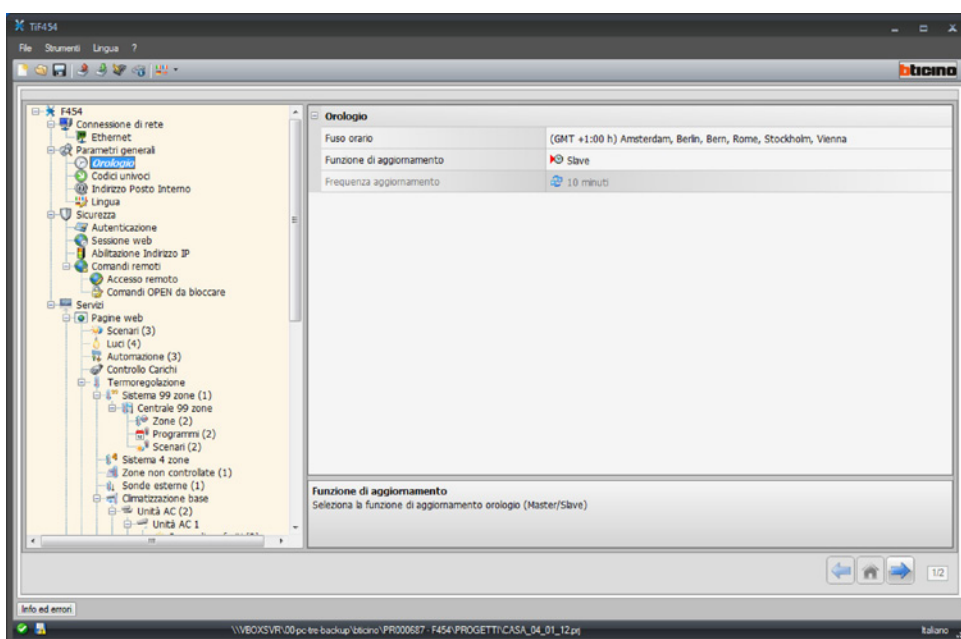 TiF454
File Strumenti Lingua ?
bticino
F454
Connessione di rete
Ethernet
Parametri generali
Orologio
Codici univoci
Indirizzo Posto Interno
Lingua
Sicurezza
Autenticazione
Sessione web
Abilitazione Indirizzo IP
Comandi remoti
Accesso remoto
Comandi OPEN da bloccare
Servizi
Pagine web
Scenari (3)
Luci (4)
Automazione (3)
Controllo Carichi
Termoregolazione
Sistema 99 zone (1)
Centrale 99 zone
Zone (2)
Programmi (2)
Scenari (2)
Sistema 4 zone
Zone non controllate (1)
Sonde esterne (1)
Climatizzazione base
Unità AC (2)
Unità AC 1
Orologio
Fuso orario (GMT +1:00 h) Amsterdam, Berlin, Bern, Rome, Stockholm, Vienna
Funzione di aggiornamento Slave
Frequenza aggiornamento 10 minuti
Funzione di aggiornamento
Seleziona la funzione di aggiornamento orologio (Master/Slave)
1/2
Info ed errori
\\VBOXSVR\00-pc-tre-backup\bticino\PR000687 - F454\PROGETTI\CASA_04_01_12.prj
Italiano